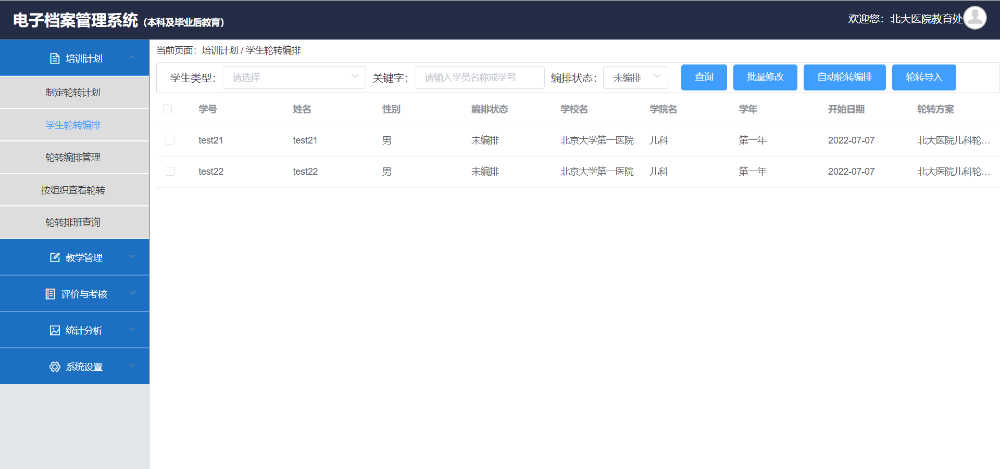 电子档案管理系统 (本科及毕业后教育)
欢迎您：北大医院教育处
培训计划
制定轮转计划
学生轮转编排
轮转编排管理
按组织查看轮转
轮转排班查询
教学管理
评价与考核
统计分析
系统设置
当前页面：培训计划 / 学生轮转编排
学生类型： 请选择 关键字： 请输入学员名称或学号 编排状态： 未编排 查询 批量修改 自动轮转编排 轮转导入
学号 姓名 性别 编排状态 学校名 学院名 学年 开始日期 轮转方案
test21 test21 男 未编排 北京大学第一医院 儿科 第一年 2022-07-07 北大医院儿科轮...
test22 test22 男 未编排 北京大学第一医院 儿科 第一年 2022-07-07 北大医院儿科轮...